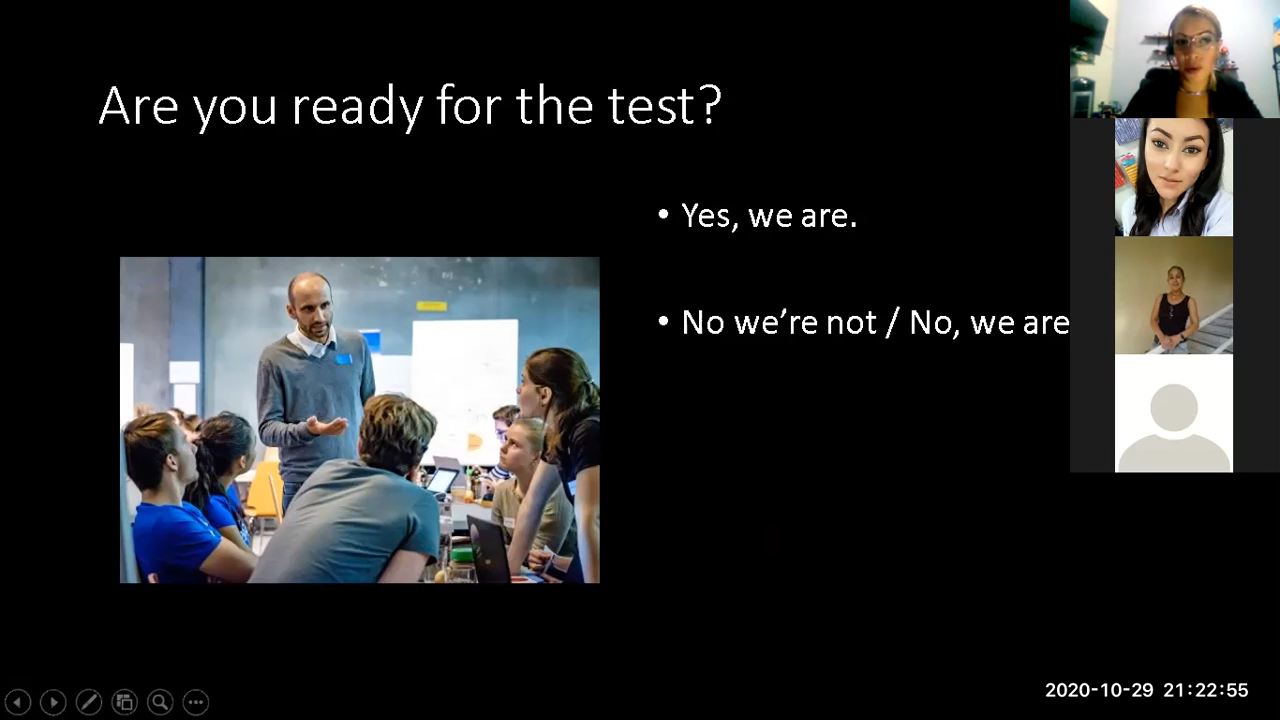 Are you ready for the test?
• Yes, we are.
• No we’re not / No, we are
2020-10-29 21:22:55